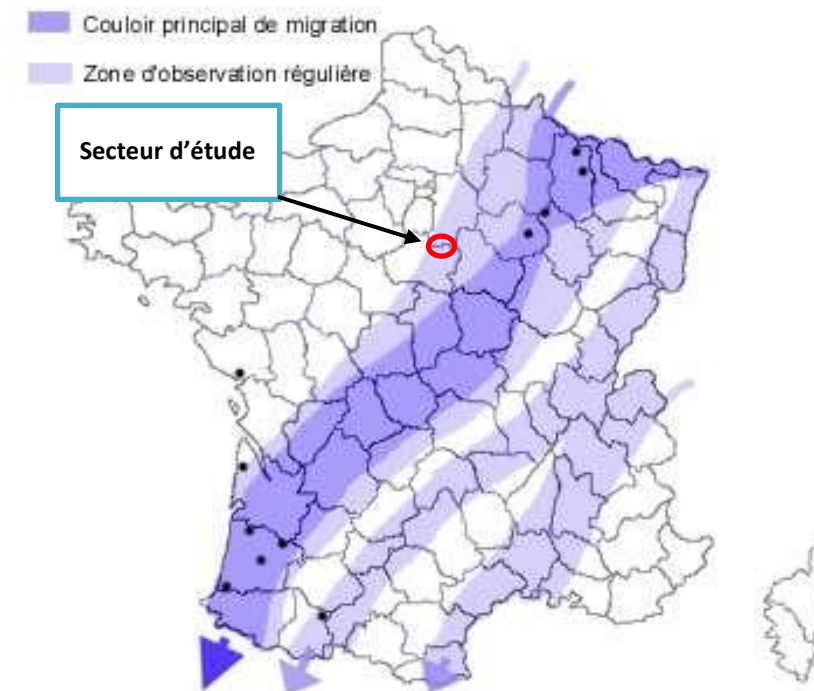 Couloir principal de migration
Zone d'observation régulière
Secteur d'étude